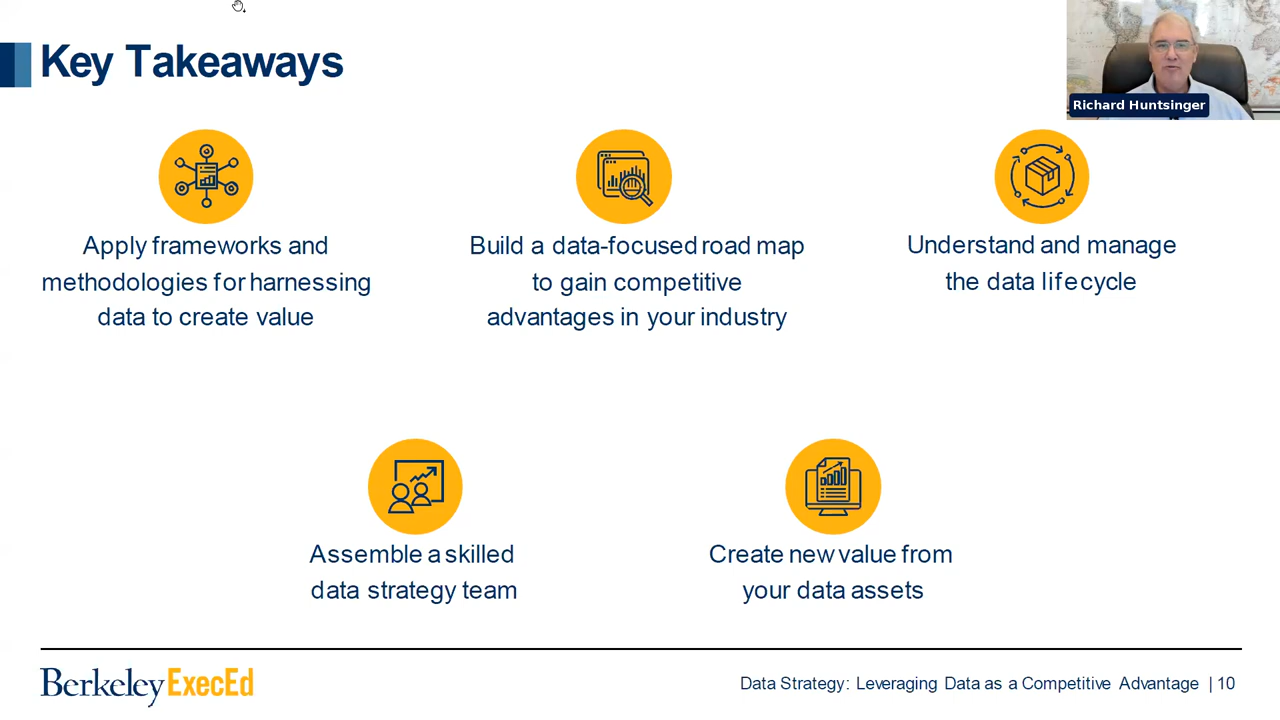 Key Takeaways
Richard Huntsinger
Apply frameworks and
methodologies for harnessing
data to create value
Build a data-focused road map
to gain competitive
advantages in your industry
Understand and manage
the data lifecycle
Assemble a skilled
data strategy team
Create new value from
your data assets
Berkeley ExecEd
Data Strategy: Leveraging Data as a Competitive Advantage | 10